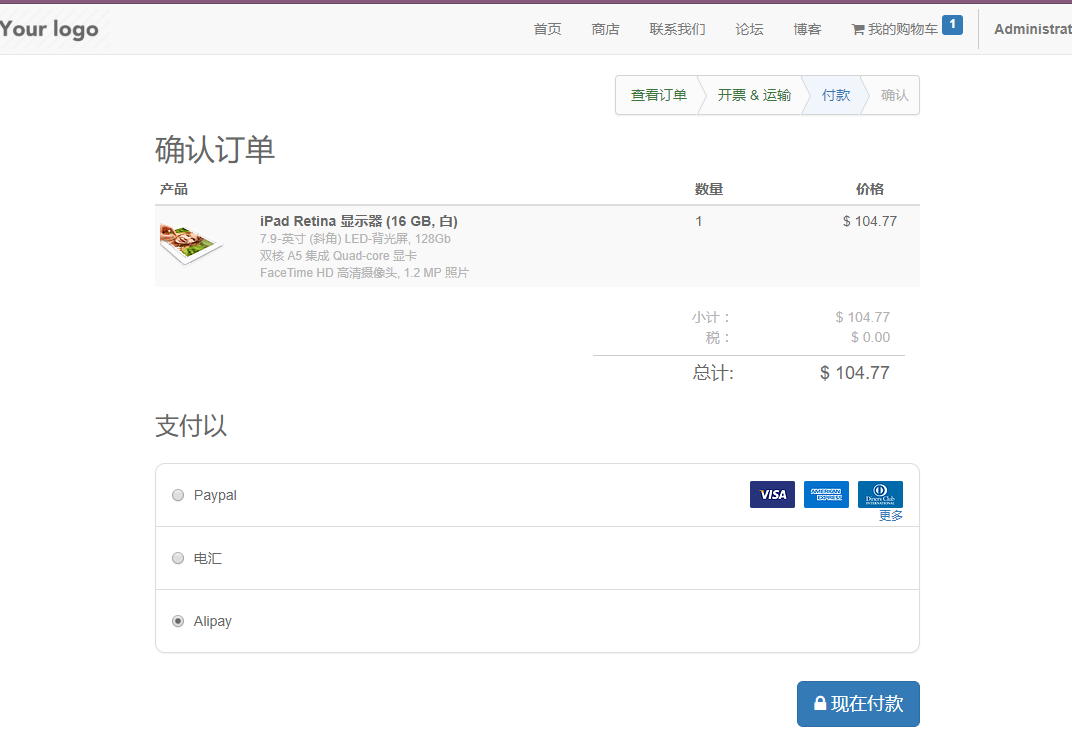 Your logo
首页 商店 联系我们 论坛 博客 我的购物车 1 Administrat
查看订单 开票 & 运输 付款 确认
确认订单
产品 数量 价格
iPad Retina 显示器 (16 GB, 白) 1 $ 104.77
7.9-英寸 (斜角) LED-背光屏, 128Gb
双核 A5 集成 Quad-core 显卡
FaceTime HD 高清摄像头, 1.2 MP 照片
小计： $ 104.77
税： $ 0.00
总计: $ 104.77
支付以
Paypal VISA AMERICAN EXPRESS Diners Club INTERNATIONAL
更多
电汇
Alipay
现在付款